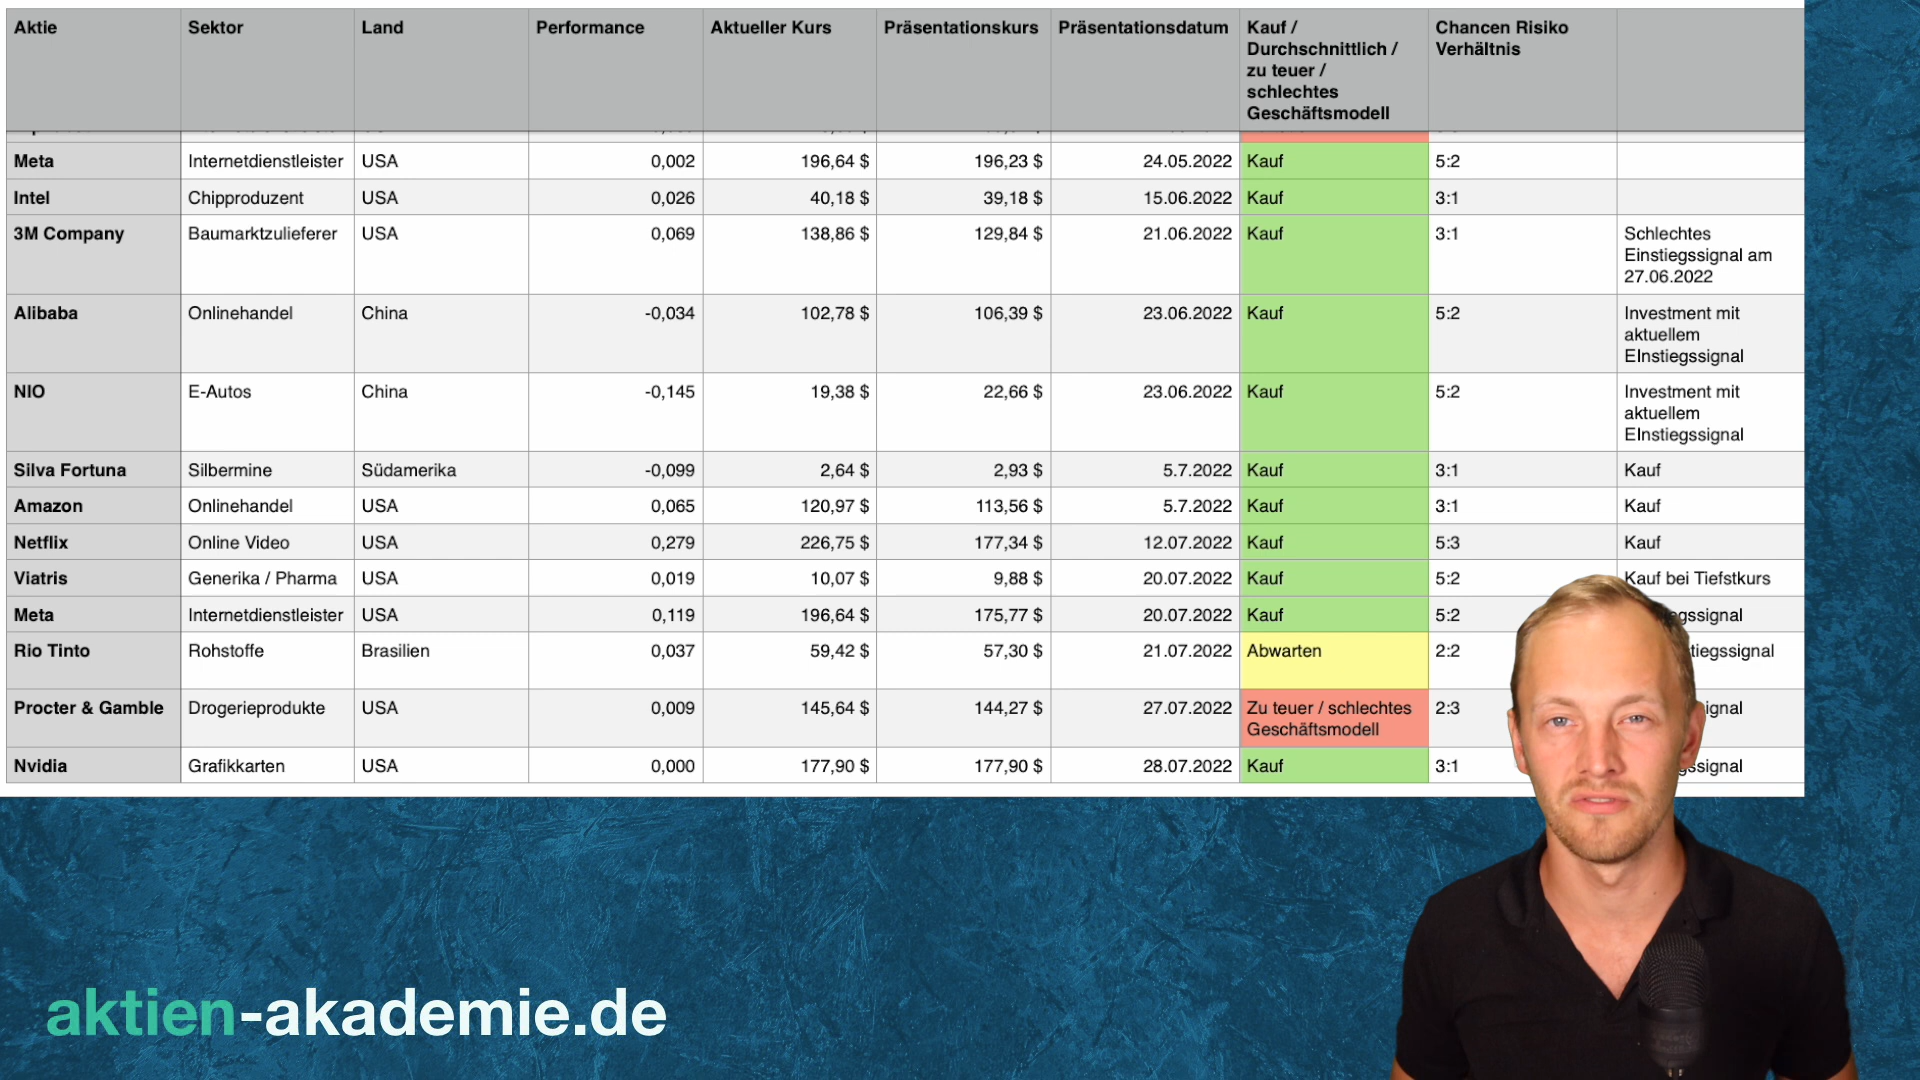 Aktie Sektor Land Performance Aktueller Kurs Präsentationskurs Präsentationsdatum Kauf / Durchschnittlich / zu teuer / schlechtes Geschäftsmodell Chancen Risiko Verhältnis
Meta Internetdienstleister USA 0,002 196,64 $ 196,23 $ 24.05.2022 Kauf 5:2
Intel Chipproduzent USA 0,026 40,18 $ 39,18 $ 15.06.2022 Kauf 3:1
3M Company Baumarktzulieferer USA 0,069 138,86 $ 129,84 $ 21.06.2022 Kauf 3:1 Schlechtes Einstiegssignal am 27.06.2022
Alibaba Onlinehandel China -0,034 102,78 $ 106,39 $ 23.06.2022 Kauf 5:2 Investment mit aktuellem EInstiegssignal
NIO E-Autos China -0,145 19,38 $ 22,66 $ 23.06.2022 Kauf 5:2 Investment mit aktuellem EInstiegssignal
Silva Fortuna Silbermine Südamerika -0,099 2,64 $ 2,93 $ 5.7.2022 Kauf 3:1 Kauf
Amazon Onlinehandel USA 0,065 120,97 $ 113,56 $ 5.7.2022 Kauf 3:1 Kauf
Netflix Online Video USA 0,279 226,75 $ 177,34 $ 12.07.2022 Kauf 5:3 Kauf
Viatris Generika / Pharma USA 0,019 10,07 $ 9,88 $ 20.07.2022 Kauf 5:2 Kauf bei Tiefstkurs
Meta Internetdienstleister USA 0,119 196,64 $ 175,77 $ 20.07.2022 Kauf 5:2
Rio Tinto Rohstoffe Brasilien 0,037 59,42 $ 57,30 $ 21.07.2022 Abwarten 2:2
Procter & Gamble Drogerieprodukte USA 0,009 145,64 $ 144,27 $ 27.07.2022 Zu teuer / schlechtes Geschäftsmodell 2:3
Nvidia Grafikkarten USA 0,000 177,90 $ 177,90 $ 28.07.2022 Kauf 3:1
aktien-akademie.de